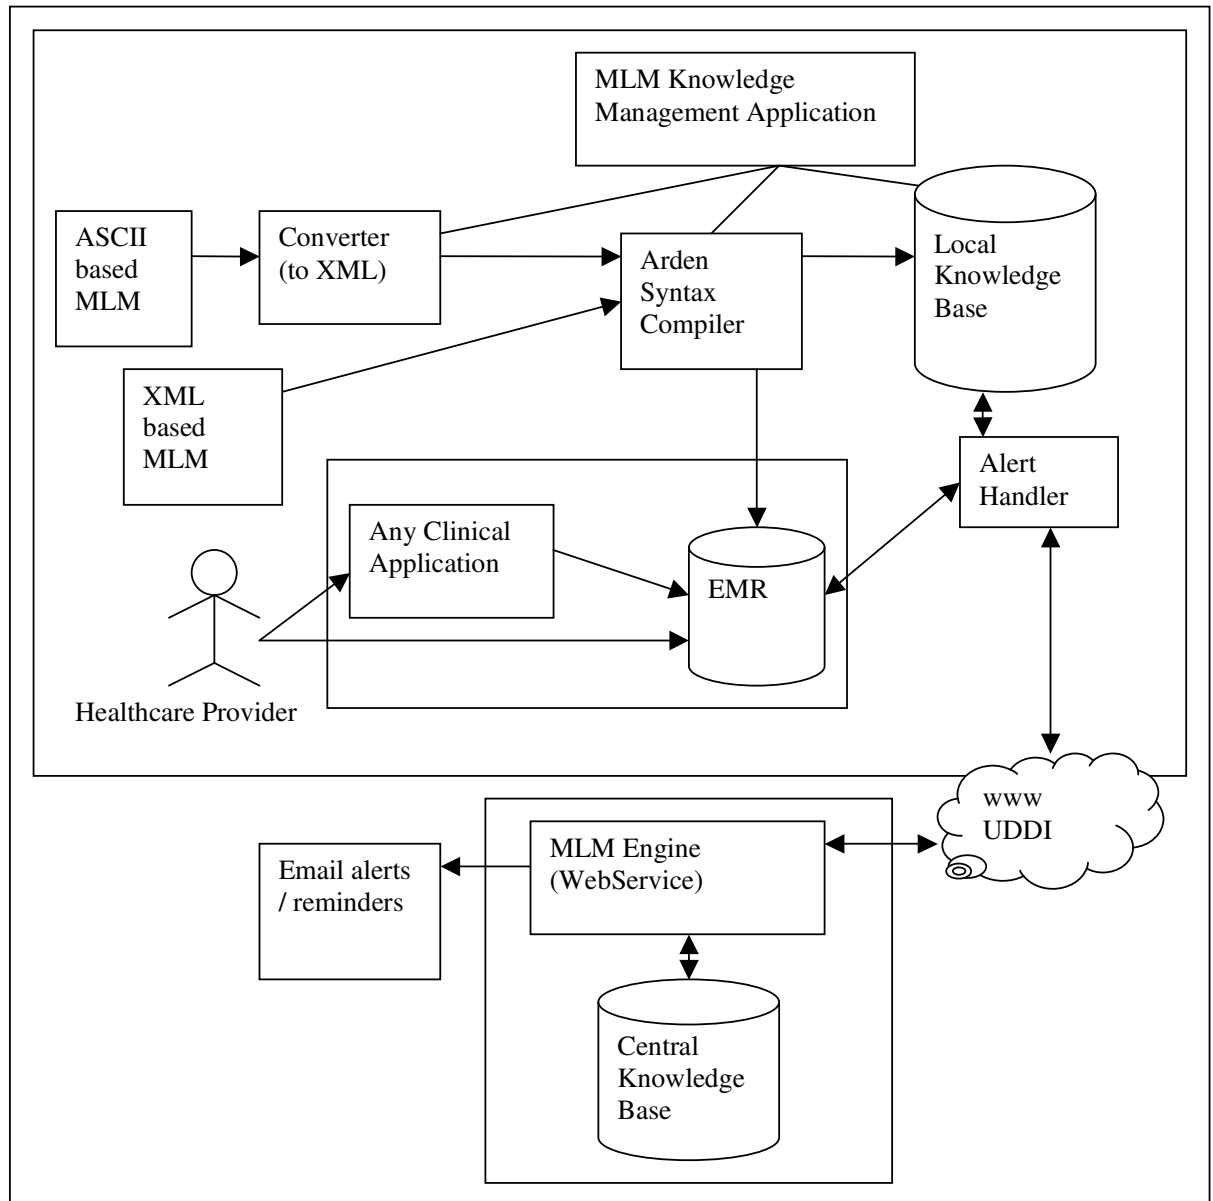 MLM Knowledge
Management Application
ASCII
based
MLM
Converter
(to XML)
Arden
Syntax
Compiler
Local
Knowledge
Base
XML
based
MLM
Alert
Handler
Any Clinical
Application
EMR
Healthcare Provider
www
UDDI
Email alerts
/ reminders
MLM Engine
(WebService)
Central
Knowledge
Base